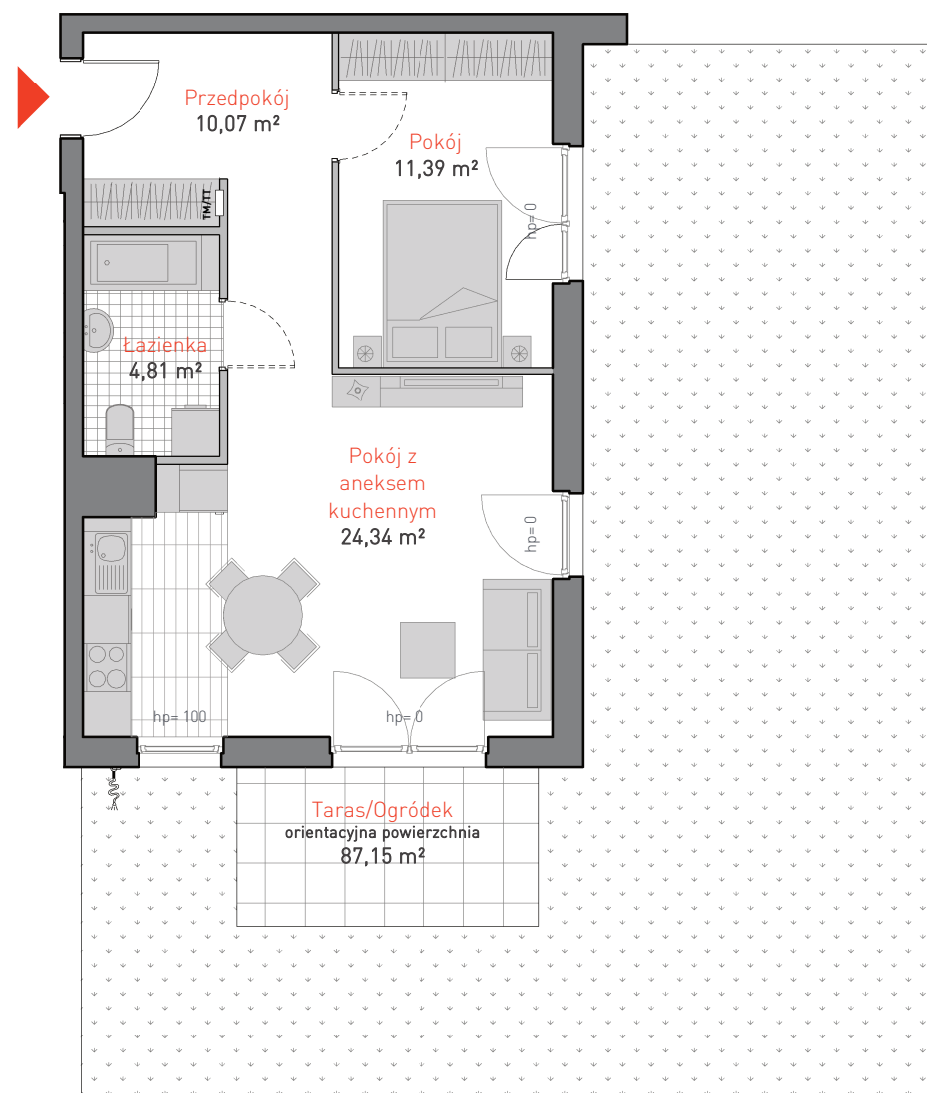 Przedpokój
10,07 m²
Pokój
11,39 m²
TM/TT
hp= 0
Łazienka
4,81 m²
Pokój z
aneksem
kuchennym
24,34 m²
hp= 0
hp= 100
hp= 0
Taras/Ogródek
orientacyjna powierzchnia
87,15 m²